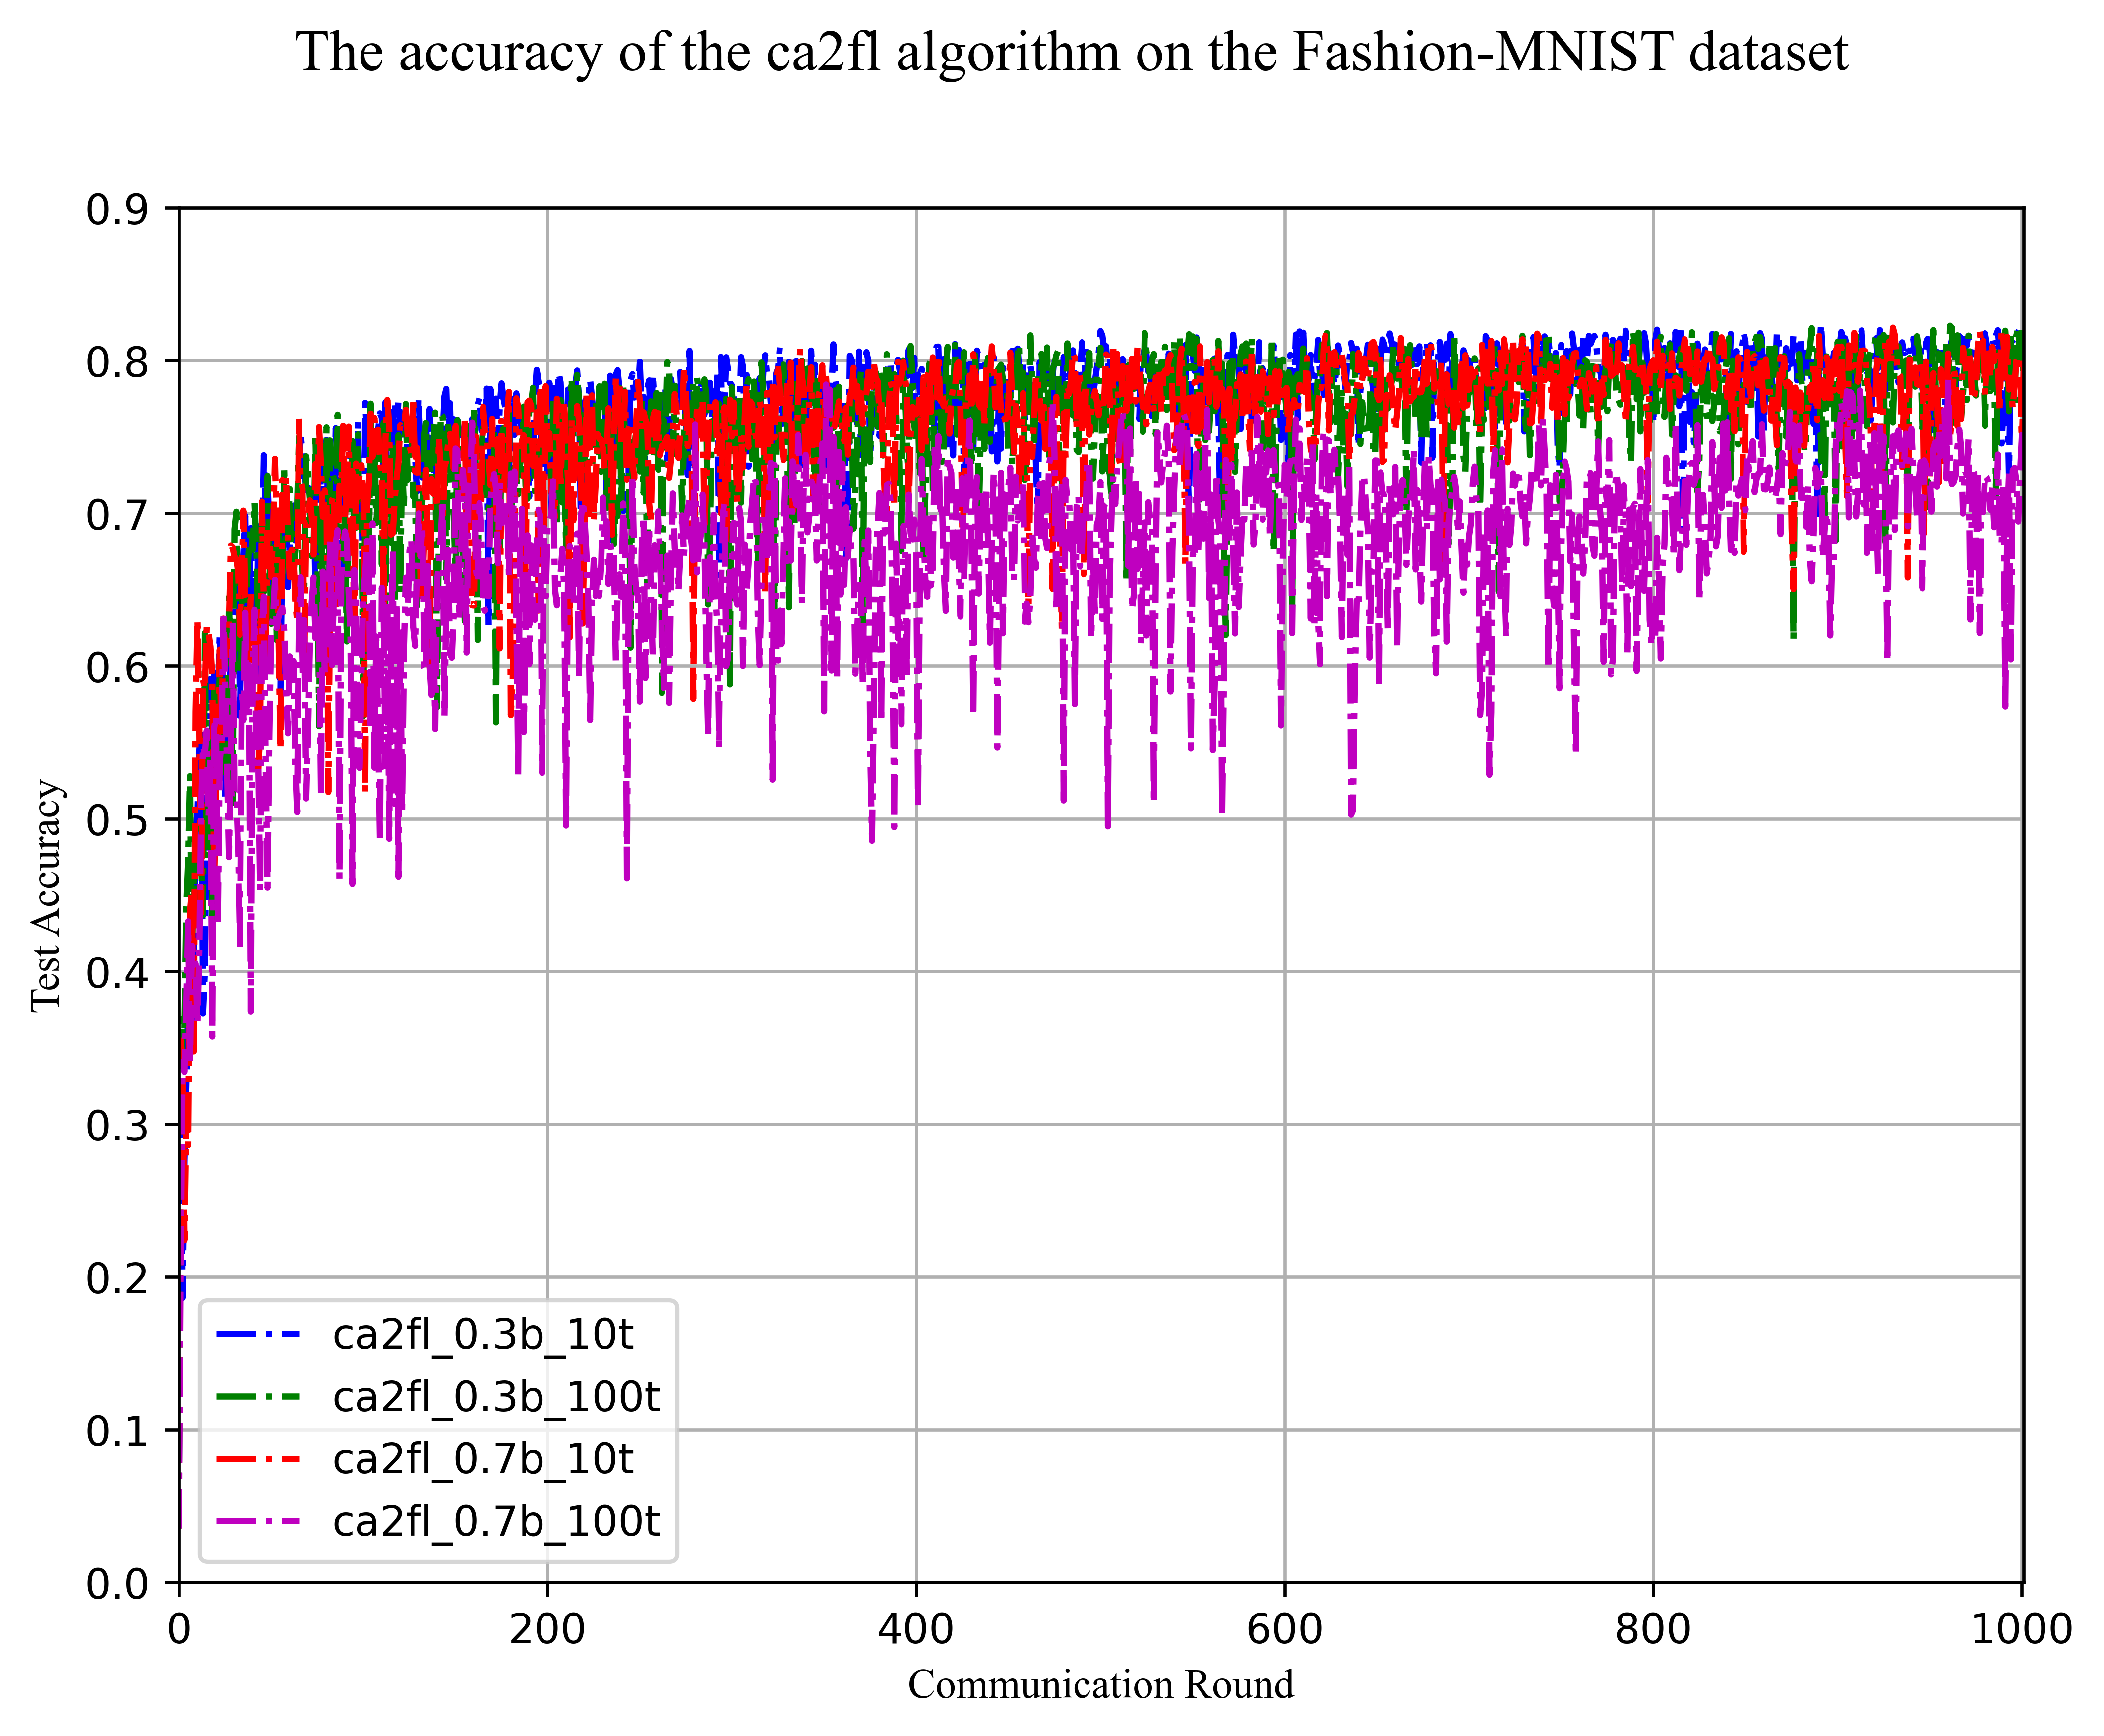 The accuracy of the ca2fl algorithm on the Fashion-MNIST dataset
0.9
0.8
0.7
0.6
0.5
0.4
0.3
0.2
0.1
0.0
Test Accuracy
ca2fl_0.3b_10t
ca2fl_0.3b_100t
ca2fl_0.7b_10t
ca2fl_0.7b_100t
0 200 400 600 800 1000
Communication Round